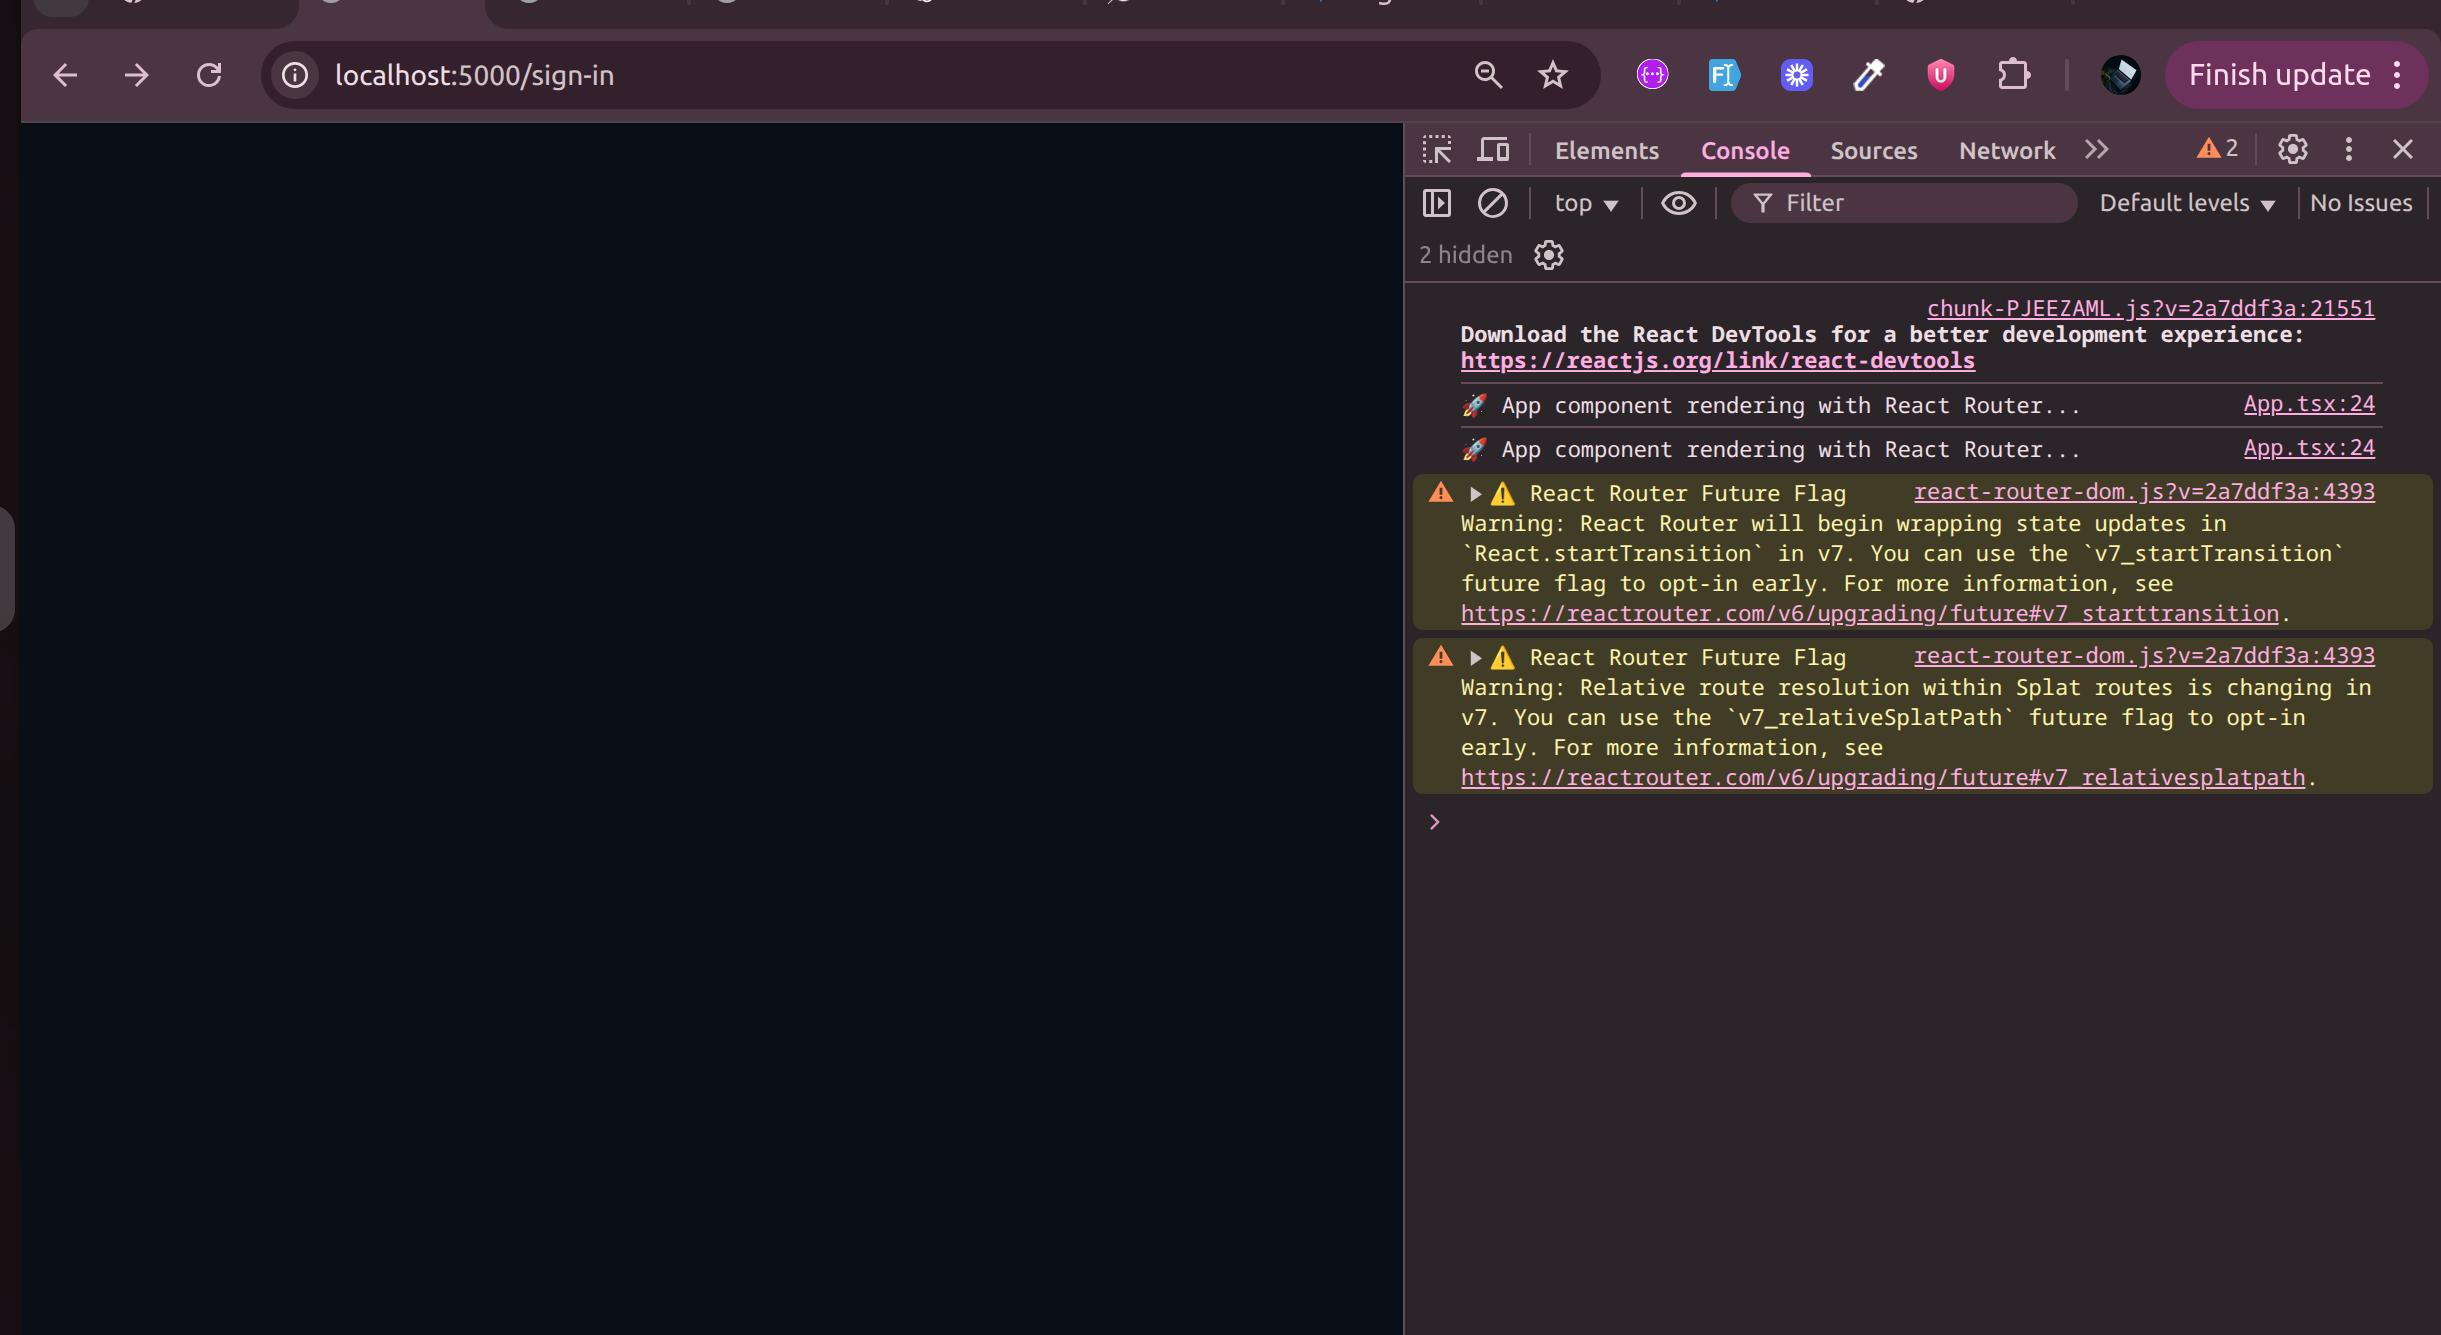 localhost:5000/sign-in
Finish update
Elements Console Sources Network 2
top Filter Default levels No Issues
2 hidden
chunk-PJEEZAML.js?v=2a7ddf3a:21551
Download the React DevTools for a better development experience:
https://reactjs.org/link/react-devtools
🚀 App component rendering with React Router... App.tsx:24
🚀 App component rendering with React Router... App.tsx:24
⚠️ React Router Future Flag react-router-dom.js?v=2a7ddf3a:4393
Warning: React Router will begin wrapping state updates in
`React.startTransition` in v7. You can use the `v7_startTransition`
future flag to opt-in early. For more information, see
https://reactrouter.com/v6/upgrading/future#v7_starttransition.
⚠️ React Router Future Flag react-router-dom.js?v=2a7ddf3a:4393
Warning: Relative route resolution within Splat routes is changing in
v7. You can use the `v7_relativeSplatPath` future flag to opt-in
early. For more information, see
https://reactrouter.com/v6/upgrading/future#v7_relativesplatpath.